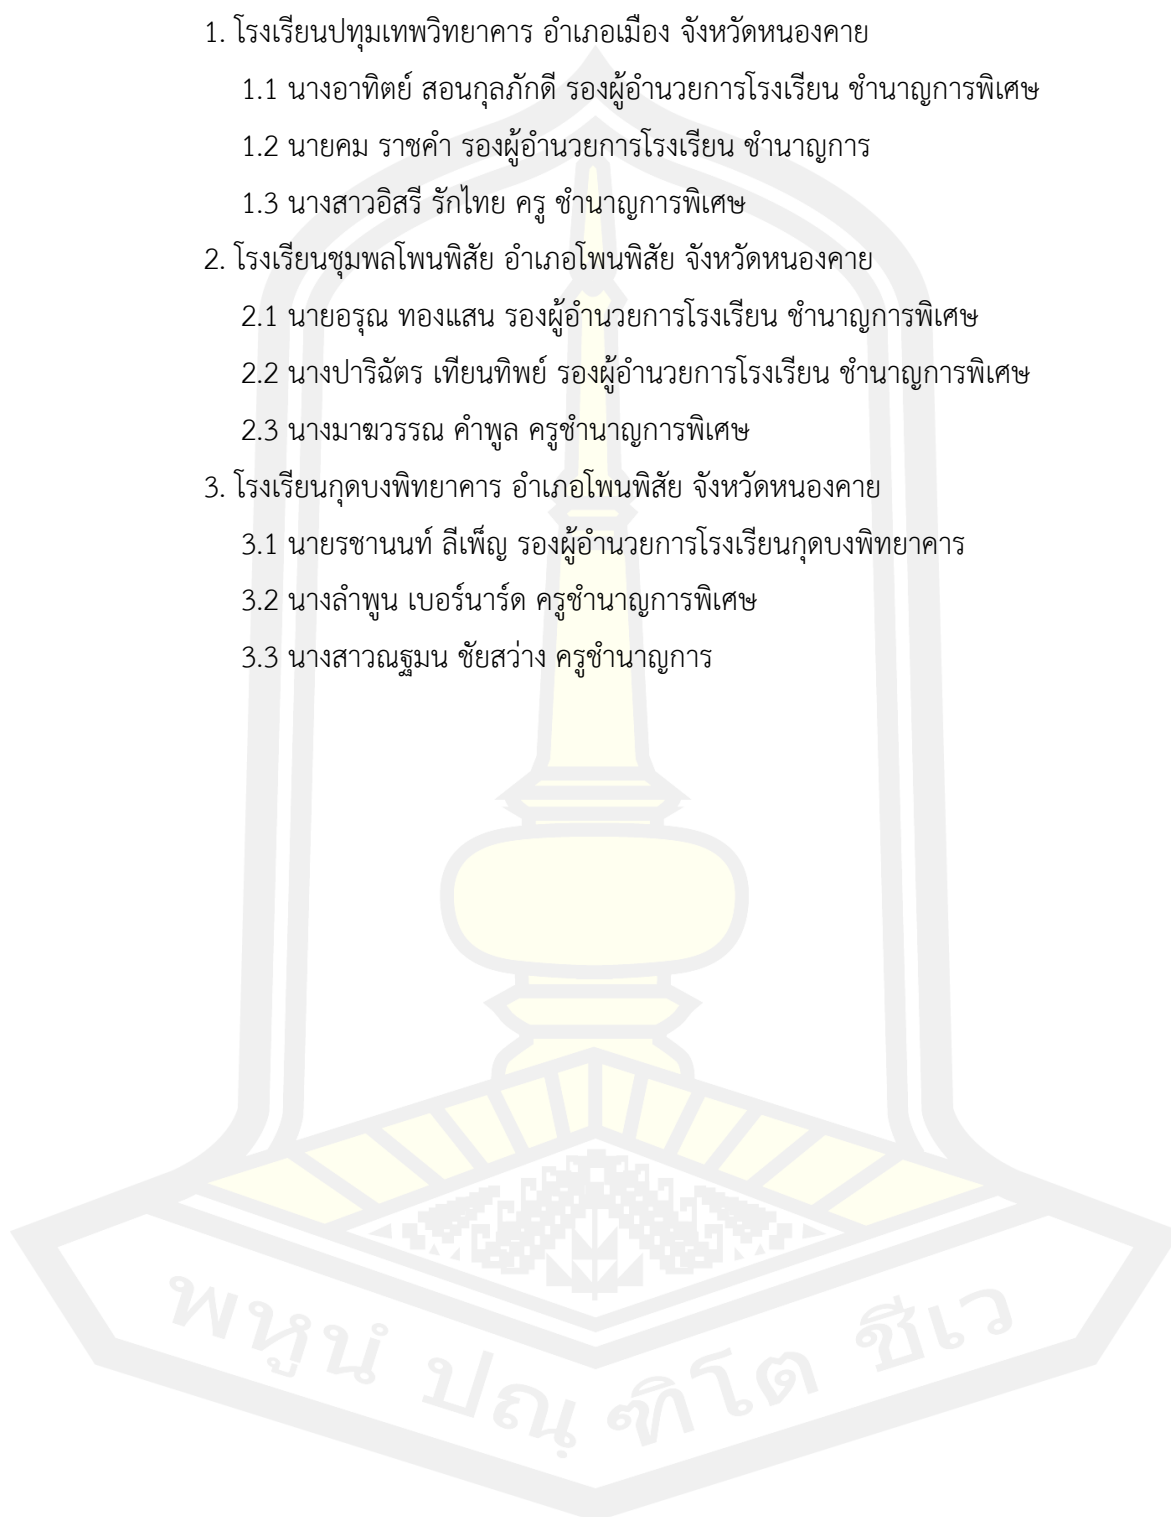 1. โรงเรียนปทุมเทพวิทยาคาร อำเภอเมือง จังหวัดหนองคาย
1.1 นางอาทิตย์ สอนกุลภักดี รองผู้อำนวยการโรงเรียน ชำนาญการพิเศษ
1.2 นายคม ราชคำ รองผู้อำนวยการโรงเรียน ชำนาญการ
1.3 นางสาวอิสรี รักไทย ครู ชำนาญการพิเศษ
2. โรงเรียนชุมพลโพนพิสัย อำเภอโพนพิสัย จังหวัดหนองคาย
2.1 นายอรุณ ทองแสน รองผู้อำนวยการโรงเรียน ชำนาญการพิเศษ
2.2 นางปาริฉัตร เทียนทิพย์ รองผู้อำนวยการโรงเรียน ชำนาญการพิเศษ
2.3 นางมาฆวรรณ คำพูล ครูชำนาญการพิเศษ
3. โรงเรียนกุดบงพิทยาคาร อำเภอโพนพิสัย จังหวัดหนองคาย
3.1 นายรชานนท์ ลีเพ็ญ รองผู้อำนวยการโรงเรียนกุดบงพิทยาคาร
3.2 นางลำพูน เบอร์นาร์ด ครูชำนาญการพิเศษ
3.3 นางสาวณฐมน ชัยสว่าง ครูชำนาญการ
พหูนํ ปณฺ ฑิโต ชีเว